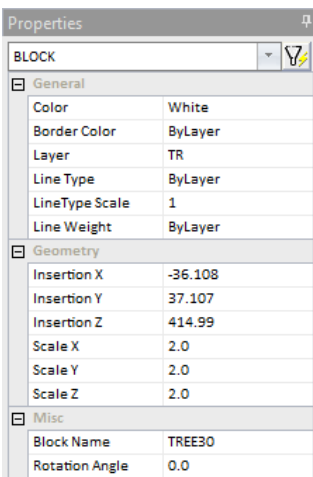 Properties
BLOCK
General
Color White
Border Color ByLayer
Layer TR
Line Type ByLayer
LineType Scale 1
Line Weight ByLayer
Geometry
Insertion X -36.108
Insertion Y 37.107
Insertion Z 414.99
Scale X 2.0
Scale Y 2.0
Scale Z 2.0
Misc
Block Name TREE30
Rotation Angle 0.0